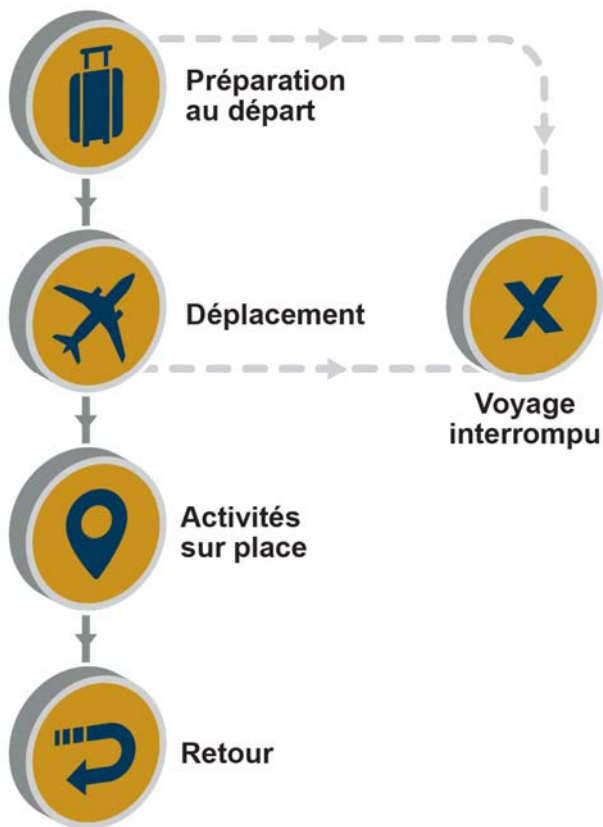 Préparation
au départ
Déplacement
Voyage
interrompu
Activités
sur place
Retour